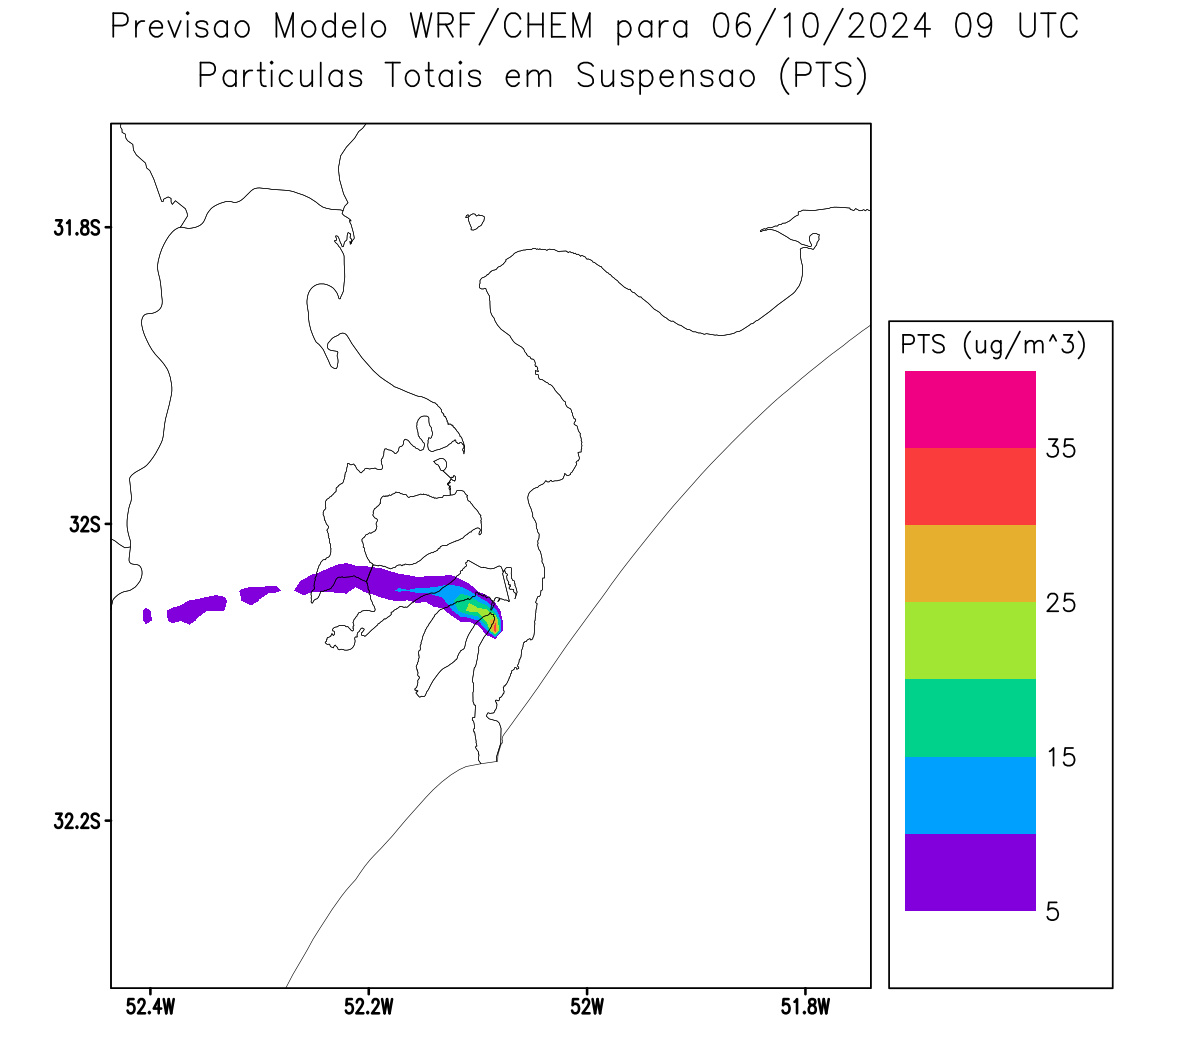 Previsao Modelo WRF/CHEM para 06/10/2024 09 UTC
Particulas Totais em Suspensao (PTS)
31.8S
32S
32.2S
52.4W
52.2W
52W
51.8W
PTS (ug/m^3)
35
25
15
5